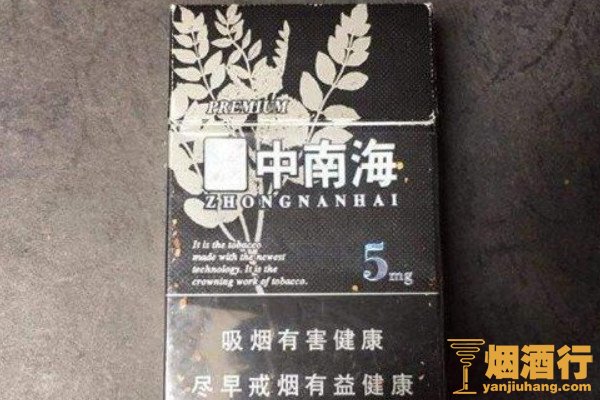 PREMIUM
中南海
ZHONGNANHAI
It is the tobacco
made with the newest
technology. It is the
crowning work of tobacco.
5mg
吸烟有害健康
尽早戒烟有益健康
烟酒行
yanjiuhang.com